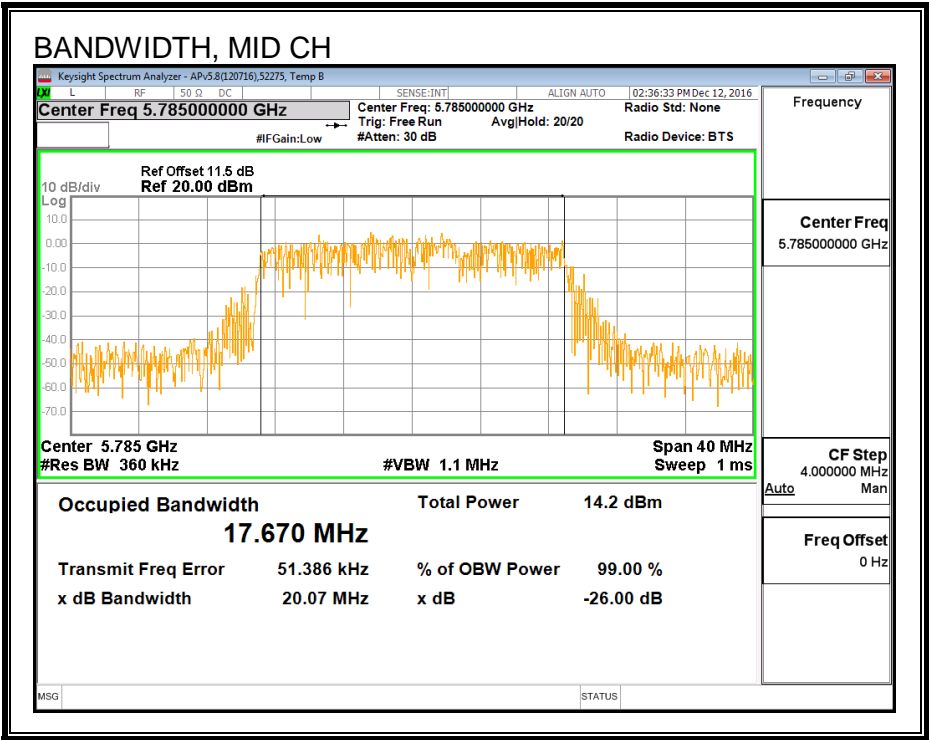 BANDWIDTH, MID CH
Keysight Spectrum Analyzer - APv5.8(120716),52275, Temp B
LXI L RF 50 Ω DC SENSE:INT ALIGN AUTO 02:36:33 PM Dec 12, 2016
Center Freq 5.785000000 GHz
Center Freq: 5.785000000 GHz
Radio Std: None
Trig: Free Run Avg|Hold: 20/20
#IFGain:Low
#Atten: 30 dB
Radio Device: BTS
Ref Offset 11.5 dB
10 dB/div Ref 20.00 dBm
Log
10.0
0.00
-10.0
-20.0
-30.0
-40.0
-50.0
-60.0
-70.0
Center 5.785 GHz
Span 40 MHz
#Res BW 360 kHz
#VBW 1.1 MHz
Sweep 1 ms
Occupied Bandwidth
17.670 MHz
Total Power 14.2 dBm
Transmit Freq Error 51.386 kHz
% of OBW Power 99.00 %
x dB Bandwidth 20.07 MHz
x dB -26.00 dB
Frequency
Center Freq
5.785000000 GHz
CF Step
4.000000 MHz
Auto Man
Freq Offset
0 Hz
MSG
STATUS